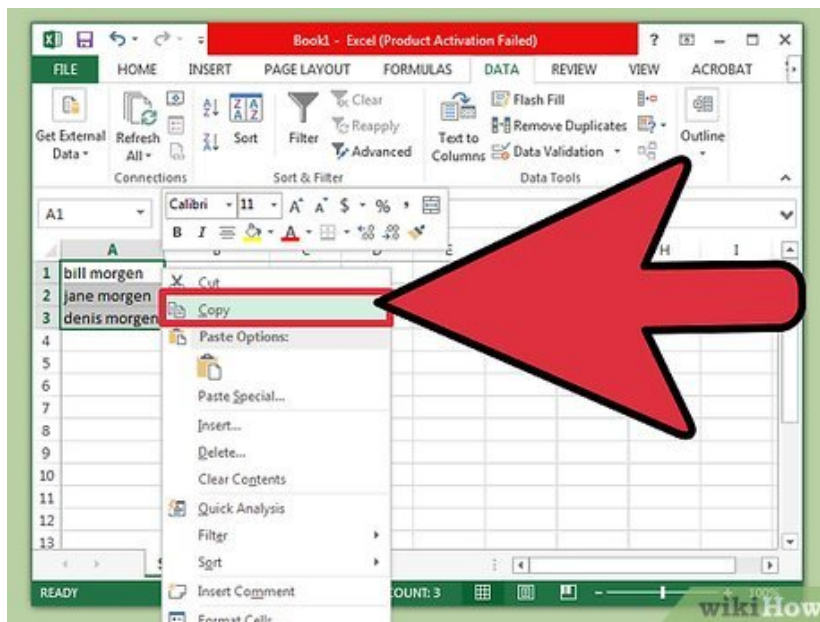 Book1 - Excel (Product Activation Failed)
FILE HOME INSERT PAGE LAYOUT FORMULAS DATA REVIEW VIEW ACROBAT
Get External Data
Refresh All
Sort
Filter
Clear
Reapply
Advanced
Text to Columns
Flash Fill
Remove Duplicates
Data Validation
Outline
Connections
Sort & Filter
Data Tools
A1
Calibri 11 A A $ % ,
B I A
A H I
1 bill morgen
2 jane morgen
3 denis morgen
4
5
6
7
8
9
10
11
12
13
Cut
Copy
Paste Options:
Paste Special...
Insert...
Delete...
Clear Contents
Quick Analysis
Filter
Sort
Insert Comment
Format Cells...
READY
COUNT: 3
100%
wikiHow